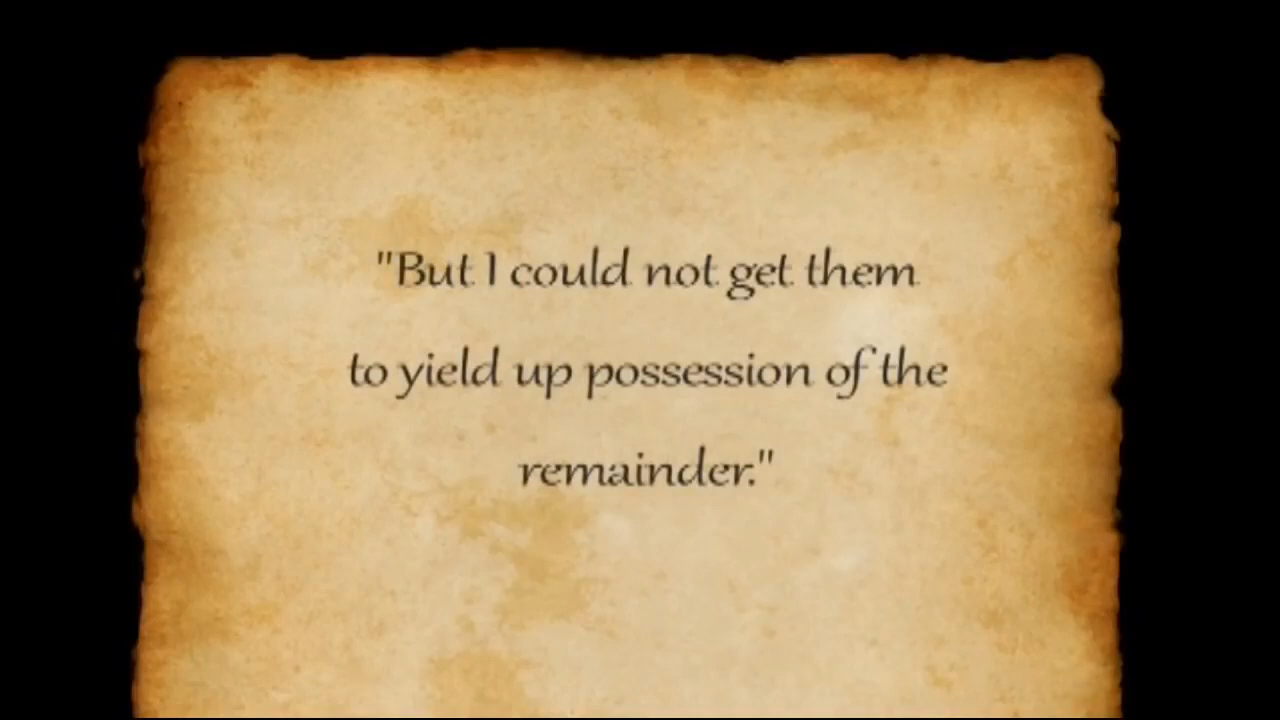 "But I could not get them
to yield up possession of the
remainder."